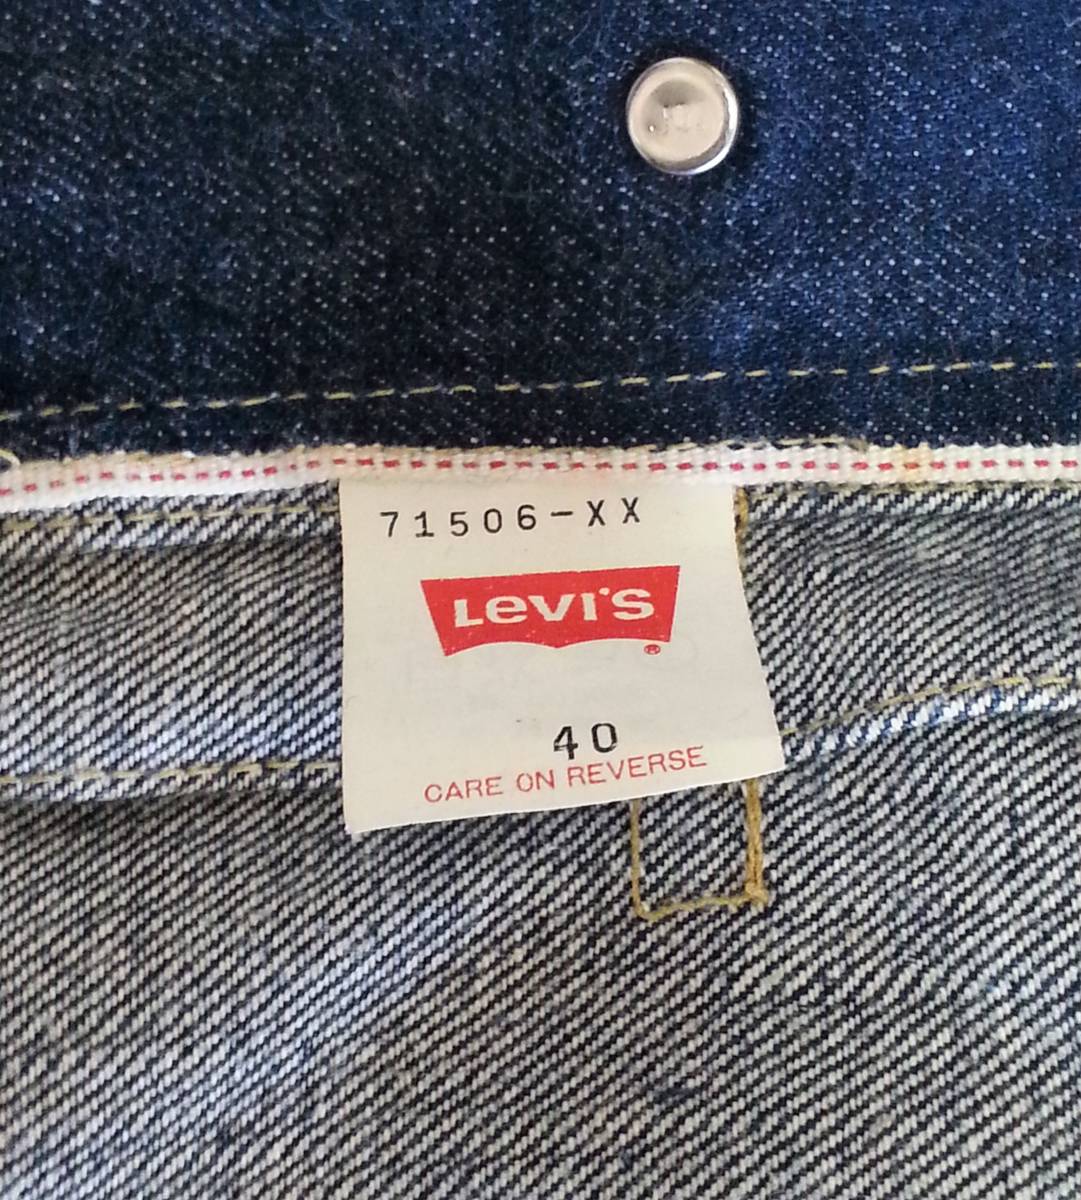 71506-XX
LEVI'S
®
40
CARE ON REVERSE